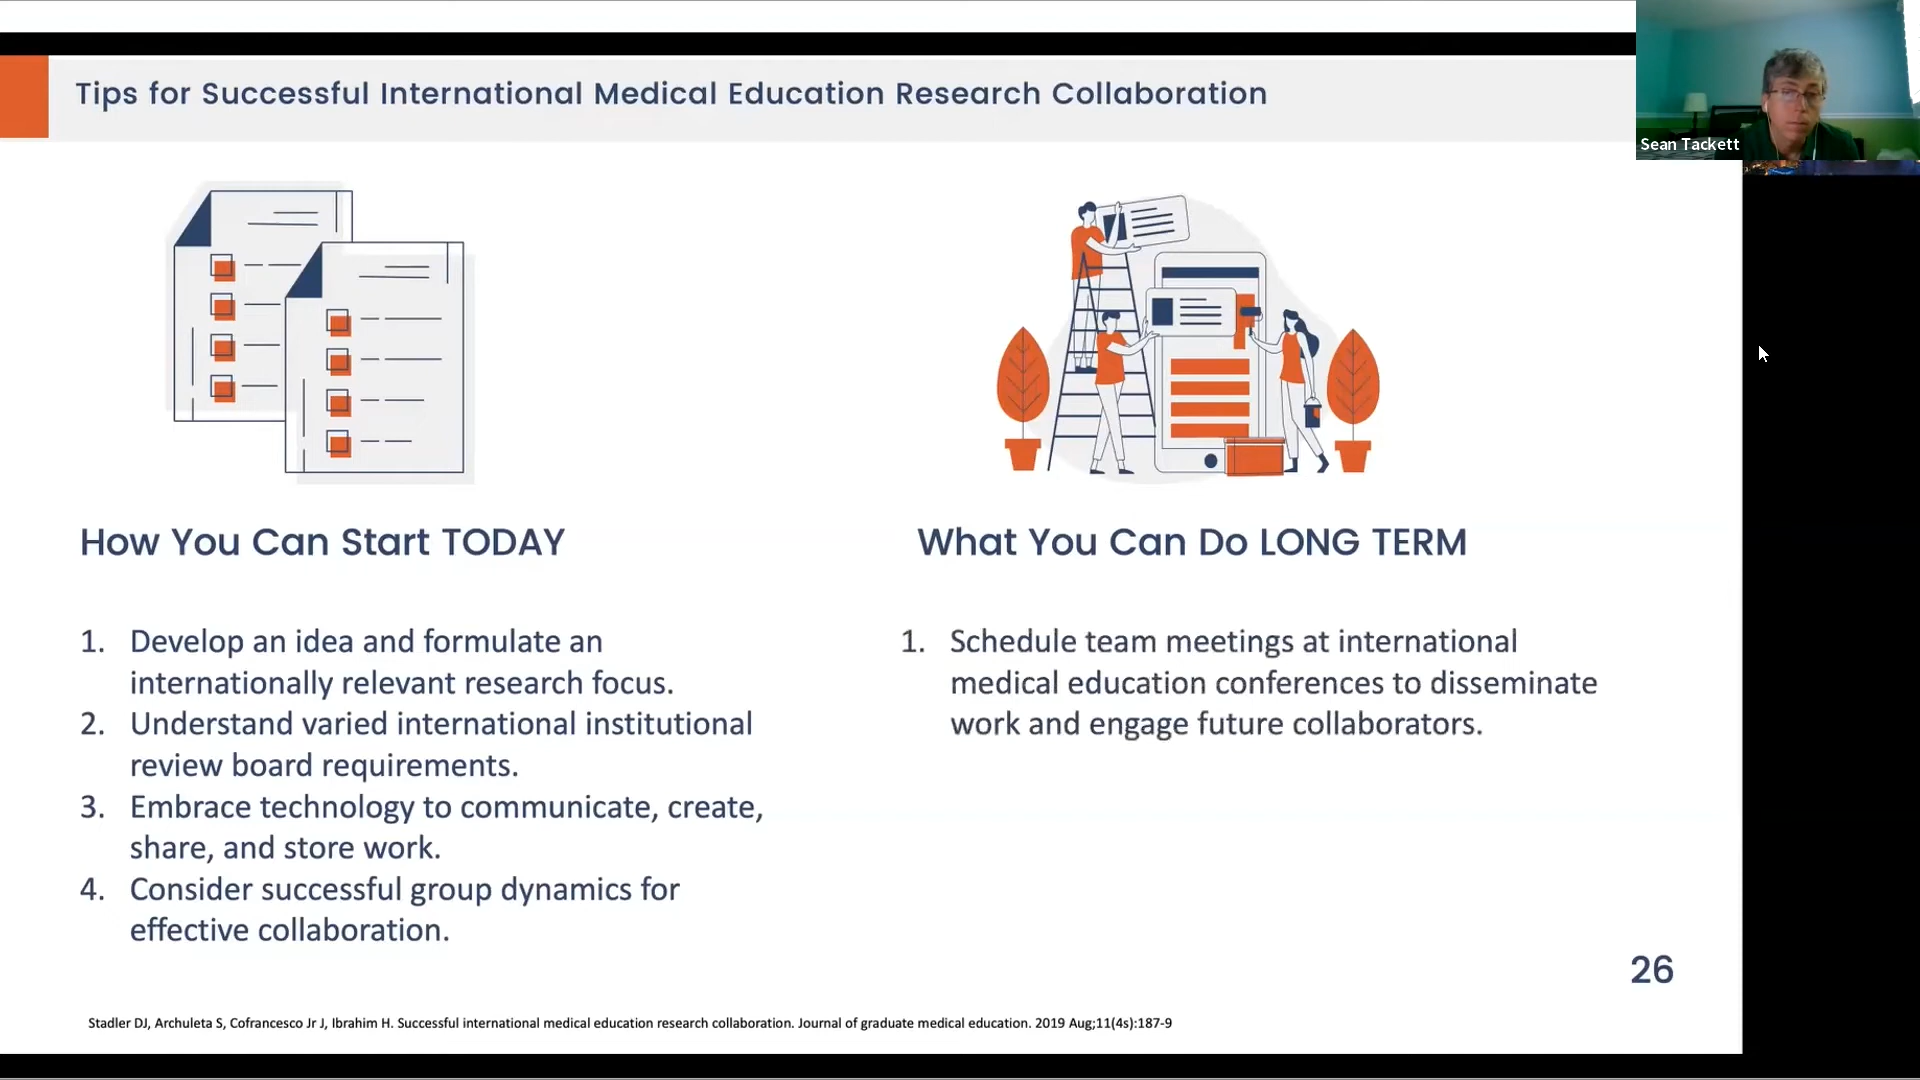 Tips for Successful International Medical Education Research Collaboration
Sean Tackett
How You Can Start TODAY
1. Develop an idea and formulate an
internationally relevant research focus.
2. Understand varied international institutional
review board requirements.
3. Embrace technology to communicate, create,
share, and store work.
4. Consider successful group dynamics for
effective collaboration.
What You Can Do LONG TERM
1. Schedule team meetings at international
medical education conferences to disseminate
work and engage future collaborators.
26
Stadler DJ, Archuleta S, Cofrancesco Jr J, Ibrahim H. Successful international medical education research collaboration. Journal of graduate medical education. 2019 Aug;11(4s):187-9